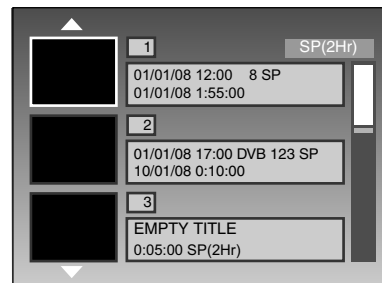 1
SP(2Hr)
01/01/08 12:00 8 SP
01/01/08 1:55:00
2
01/01/08 17:00 DVB 123 SP
10/01/08 0:10:00
3
EMPTY TITLE
0:05:00 SP(2Hr)